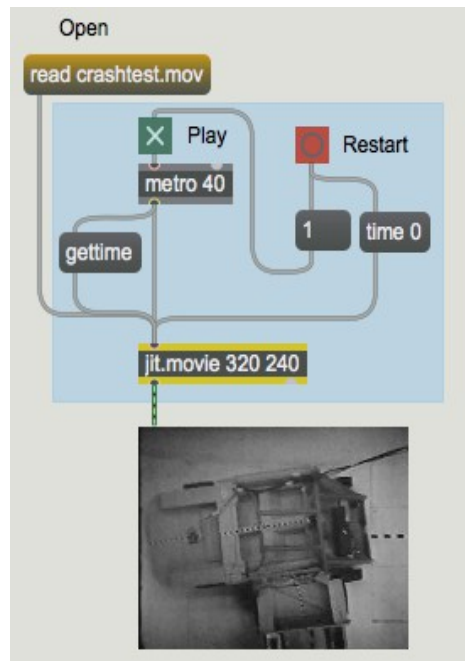 Open
read crashtest.mov
Play
Restart
metro 40
1
time 0
gettime
jit.movie 320 240